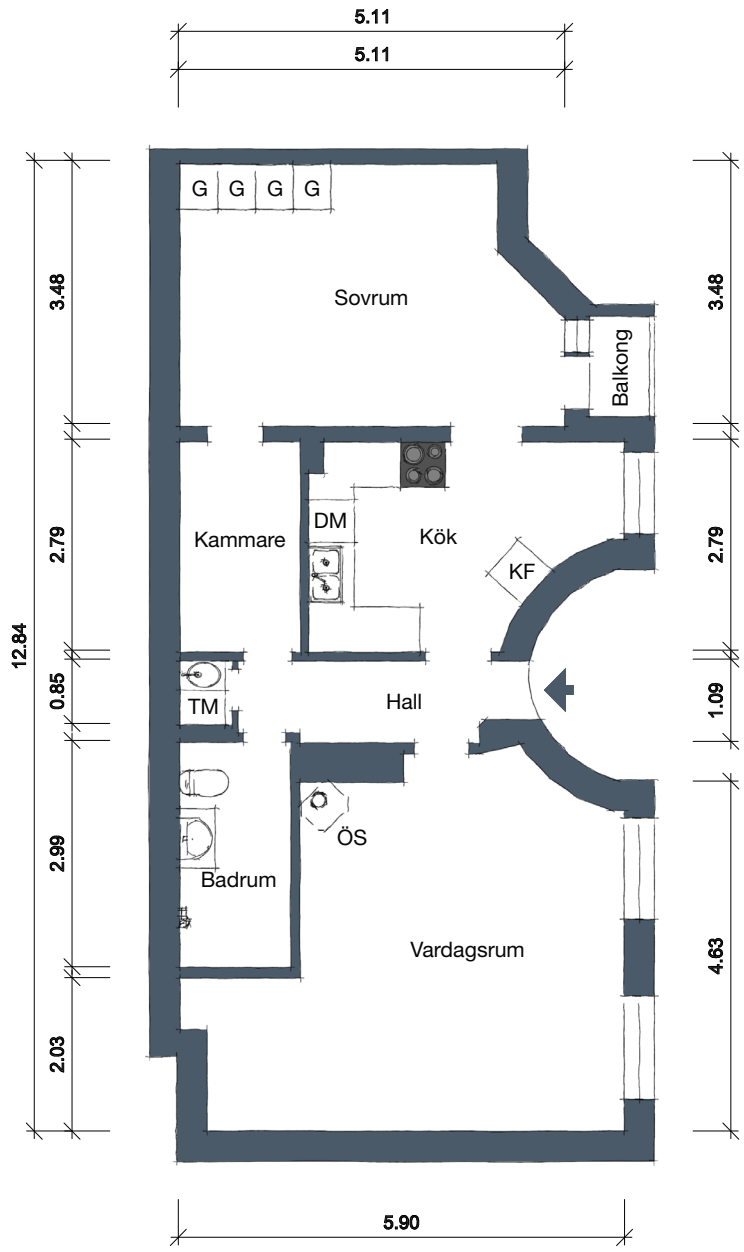 5.11
5.11
G G G G
3.48
Sovrum
3.48
Balkong
DM
2.79
Kammare
Kök
2.79
KF
12.84
0.85
TM
Hall
1.09
ÖS
2.99
Badrum
Vardagsrum
4.63
2.03
5.90